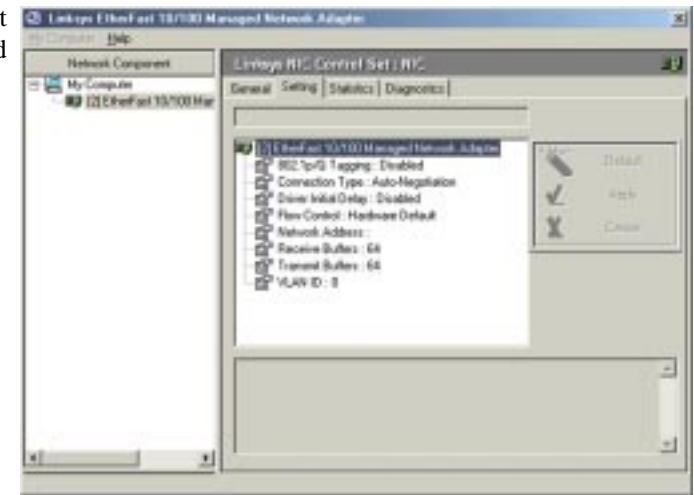 t
d
Linksys EtherFast 10/100 Managed Network Adapter
My Computer Help
Network Component
My Computer
[2] EtherFast 10/100 Mar
Linksys NIC Control Set : NIC
General Setting Statistics Diagnostics
[2] EtherFast 10/100 Managed Network Adapter
802.1p/Q Tagging : Disabled
Connection Type : Auto-Negotiation
Driver Initial Delay : Disabled
Flow Control : Hardware Default
Network Address :
Receive Buffers : 64
Transmit Buffers : 64
VLAN ID : 0
Default
Apply
Cancel